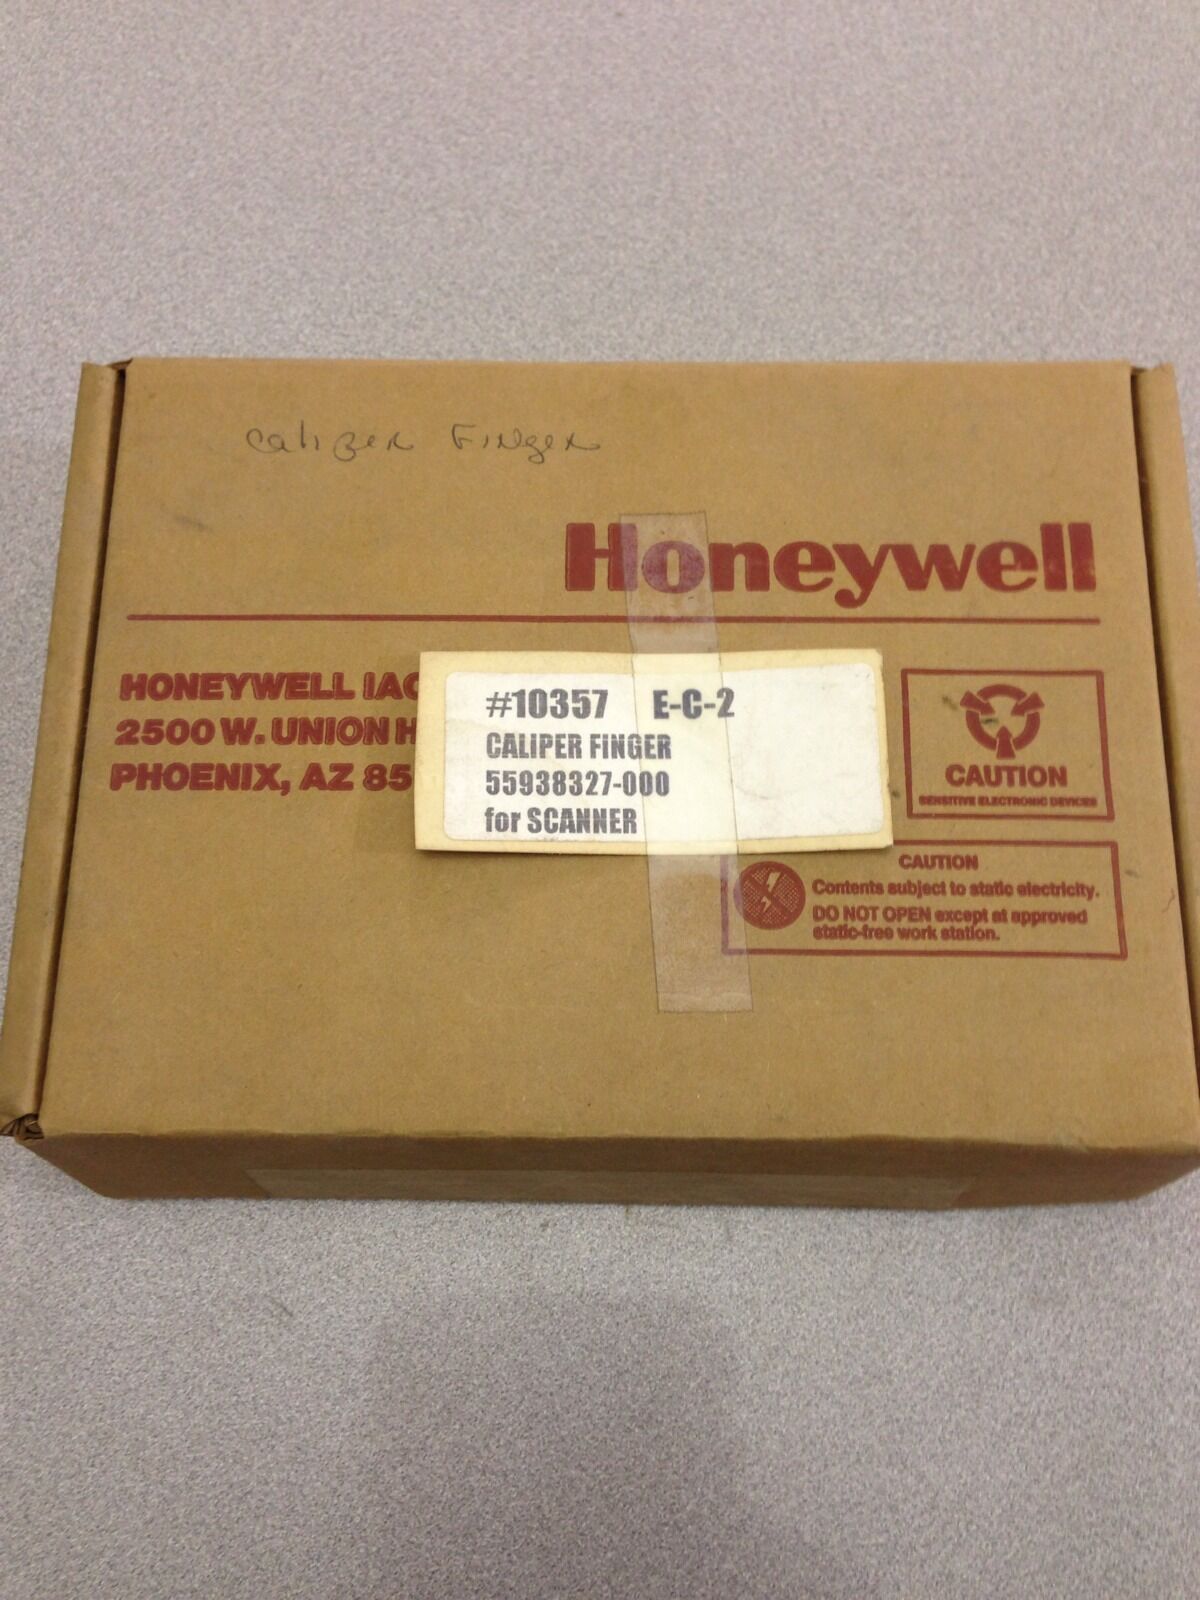 Caliper Finger
Honeywell
HONEYWELL IAC
2500 W. UNION H
PHOENIX, AZ 85
#10357 E-C-2
CALIPER FINGER
55938327-000
for SCANNER
CAUTION
SENSITIVE ELECTRONIC DEVICES
CAUTION
Contents subject to static electricity.
DO NOT OPEN except at approved
static-free work station.